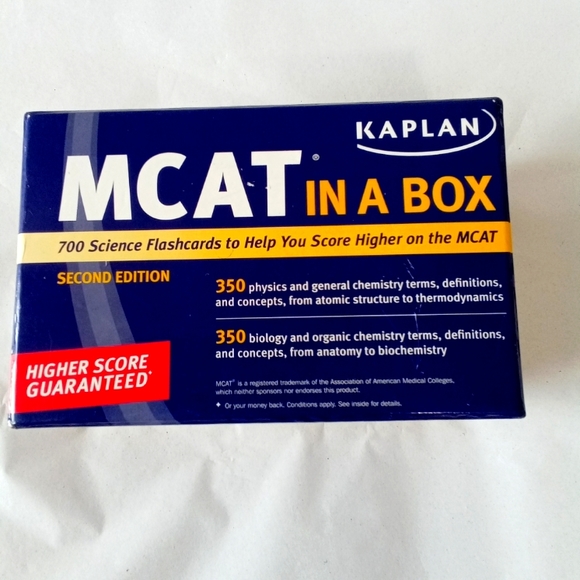 KAPLAN
MCAT® IN A BOX
700 Science Flashcards to Help You Score Higher on the MCAT
SECOND EDITION
350 physics and general chemistry terms, definitions,
and concepts, from atomic structure to thermodynamics
350 biology and organic chemistry terms, definitions,
and concepts, from anatomy to biochemistry
HIGHER SCORE
GUARANTEED*
MCAT® is a registered trademark of the Association of American Medical Colleges,
which neither sponsors nor endorses this product.
* Or your money back. Conditions apply. See inside for details.